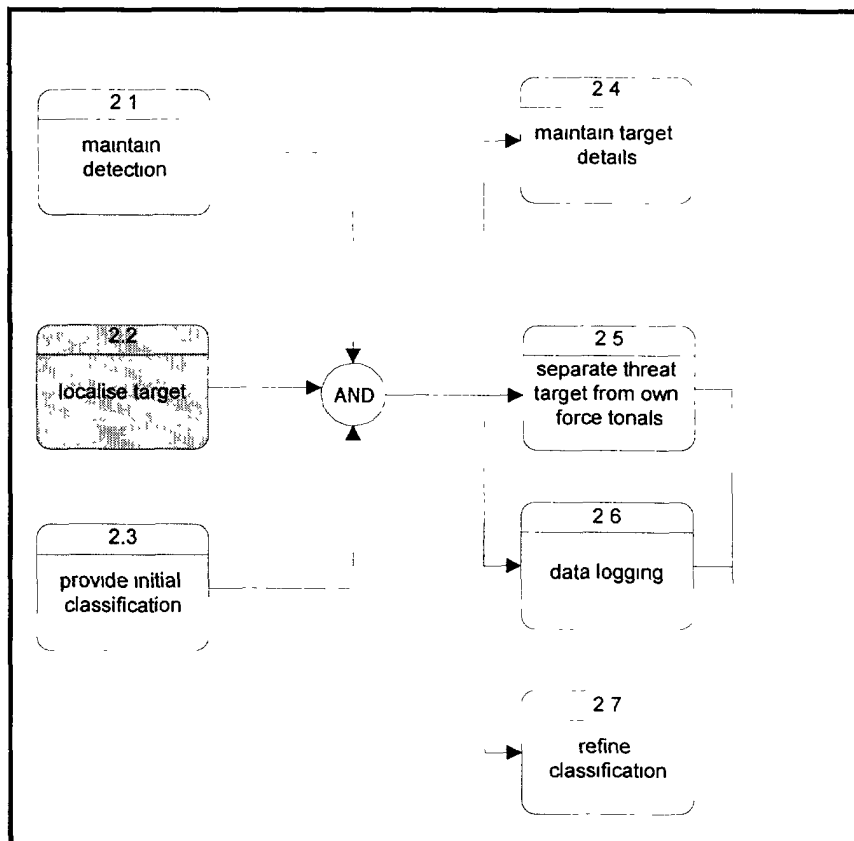 2 1
maintain
detection
2.2
localise target
2.3
provide initial
classification
AND
2 4
maintain target
details
2 5
separate threat
target from own
force tonals
2 6
data logging
2 7
refine
classification